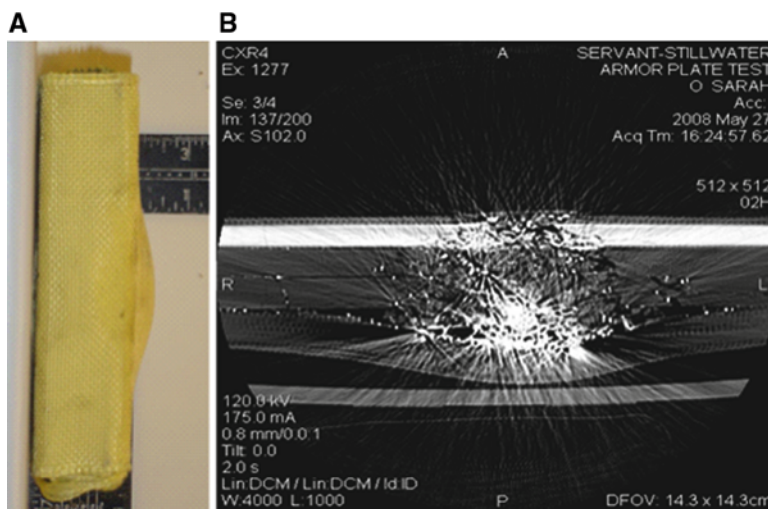 A
B
CXR4
Ex: 1277
Se: 3/4
Im: 137/200
Ax: S102.0
A
SERVANT-STILLWATER
ARMOR PLATE TEST
O SARAH
Acc:
2008 May 27
Acq Tm: 16:24:57.62
512 x 512
02H
R
L
120.0 kV
175.0 mA
0.8 mm/0.0:1
Tilt: 0.0
2.0 s
Lin:DCM / Lin:DCM / Id:ID
W:4000 L:1000
P
DFOV: 14.3 x 14.3cm